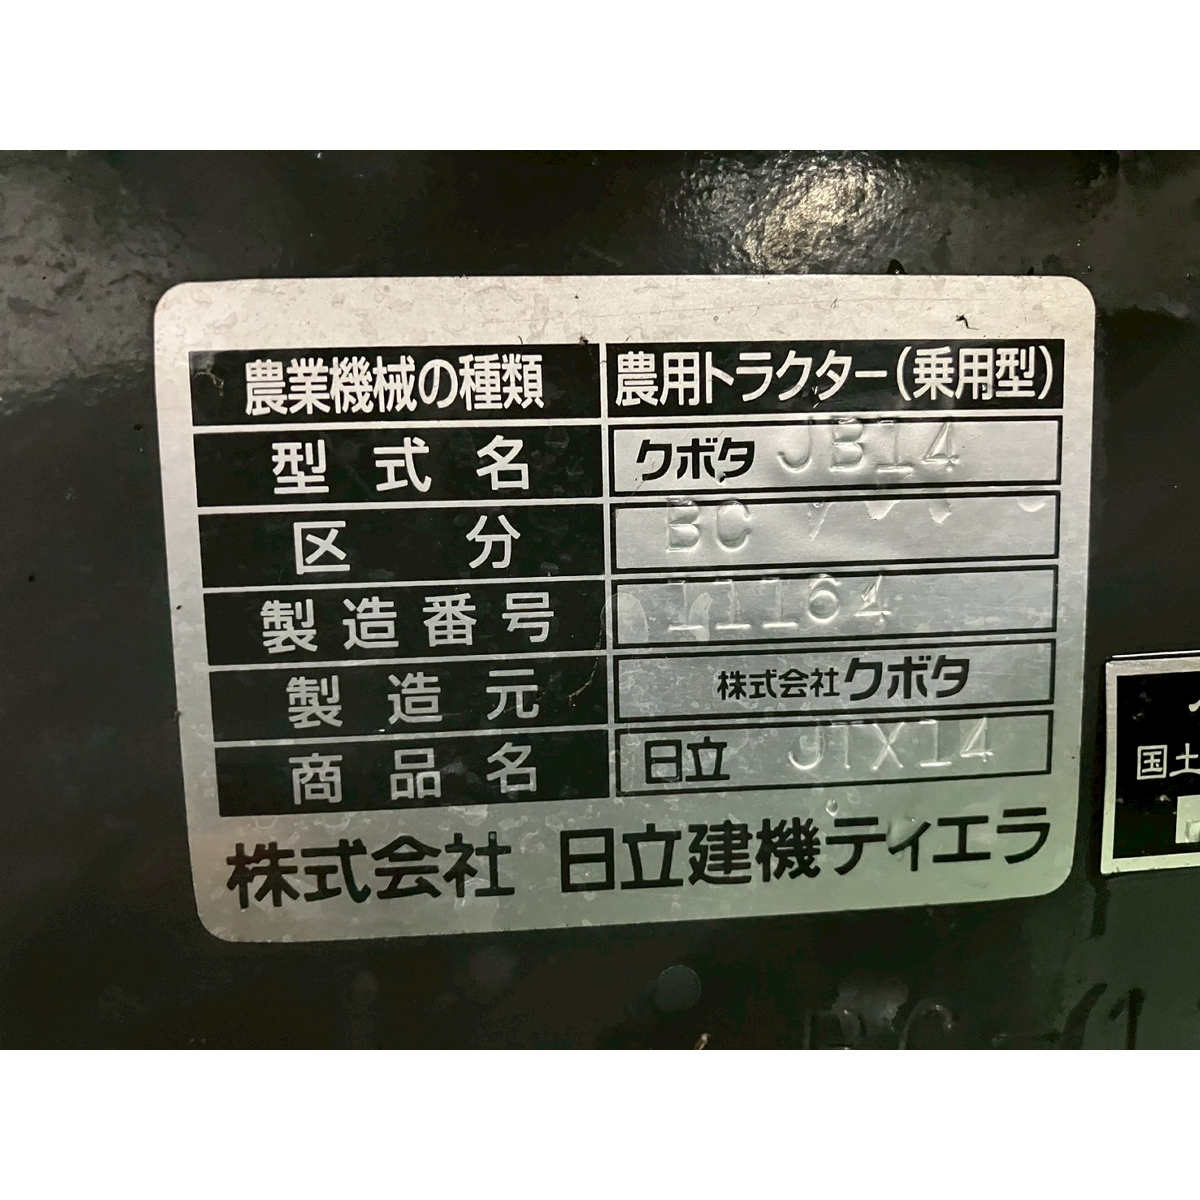 農業機械の種類 農用トラクター(乗用型)
型式名 クボタ JB14
区分 BC
製造番号 11164
製造元 株式会社クボタ
商品名 日立 JTX14
株式会社 日立建機ティエラ
国土